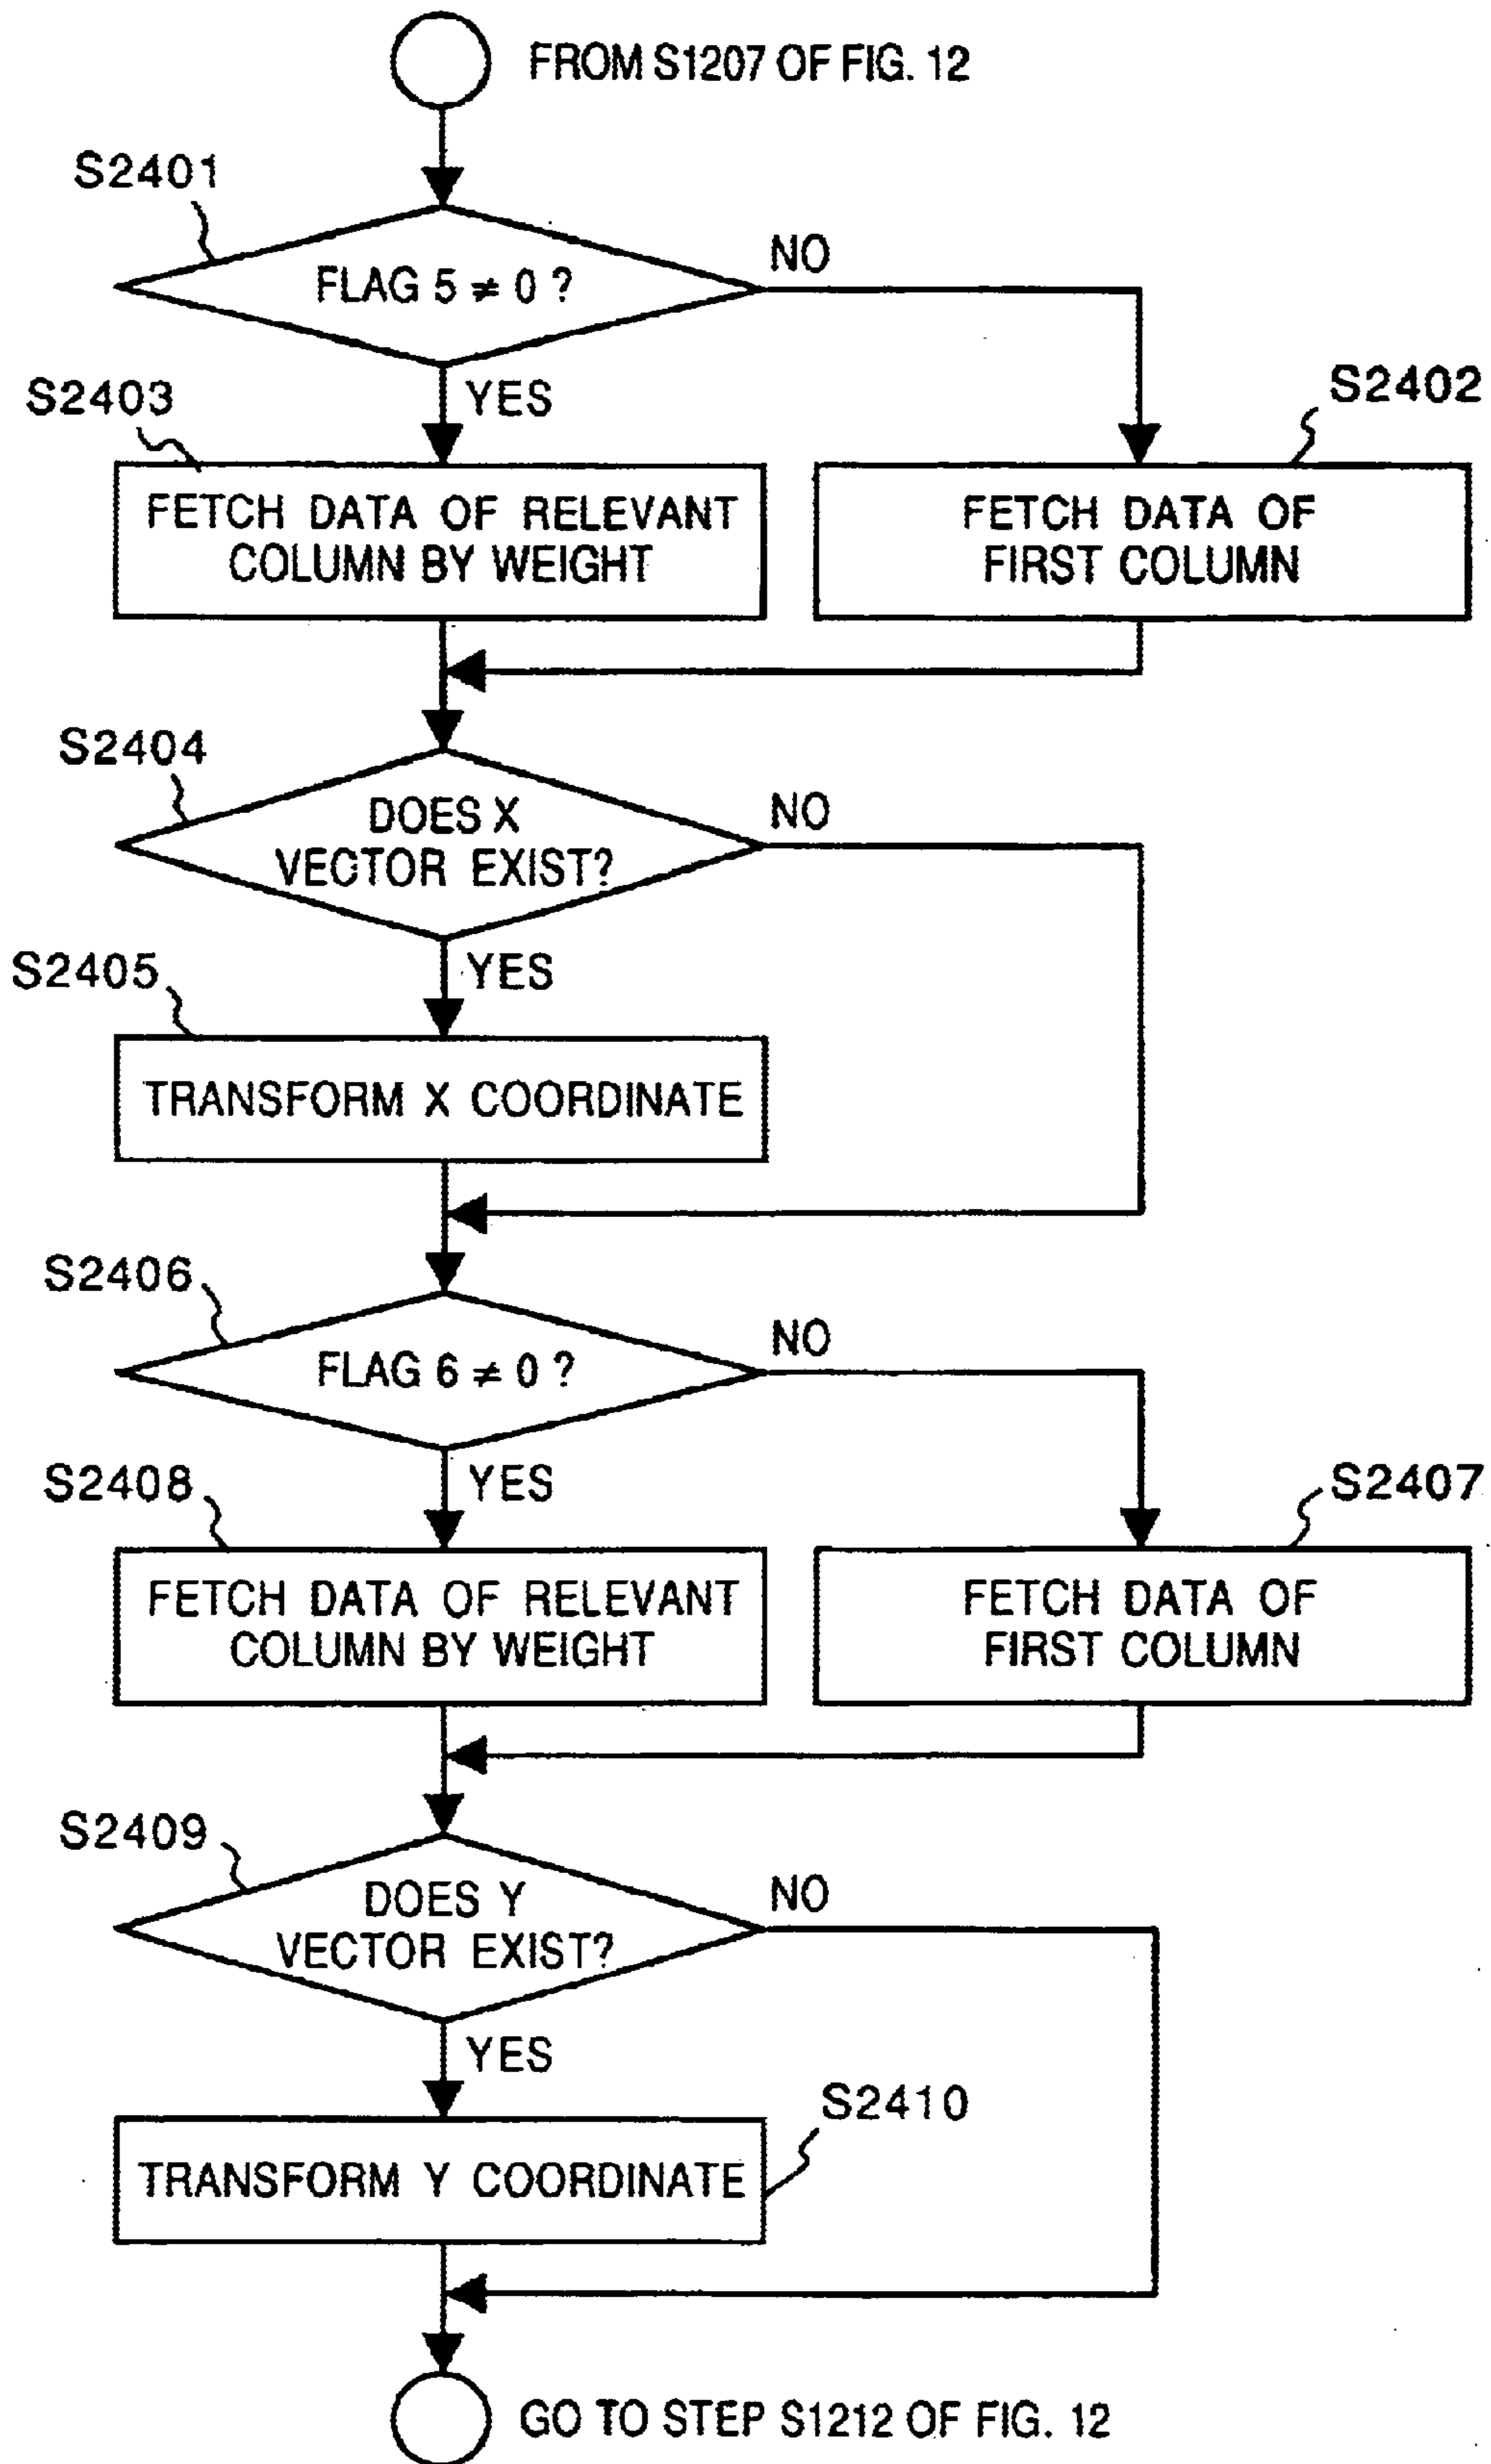 FROM S1207 OF FIG. 12
S2401
FLAG 5 ≠ 0 ?
NO
YES
S2403
S2402
FETCH DATA OF RELEVANT
COLUMN BY WEIGHT
FETCH DATA OF
FIRST COLUMN
S2404
DOES X
VECTOR EXIST?
NO
YES
S2405
TRANSFORM X COORDINATE
S2406
FLAG 6 ≠ 0 ?
NO
YES
S2408
S2407
FETCH DATA OF RELEVANT
COLUMN BY WEIGHT
FETCH DATA OF
FIRST COLUMN
S2409
DOES Y
VECTOR EXIST?
NO
YES
S2410
TRANSFORM Y COORDINATE
GO TO STEP S1212 OF FIG. 12